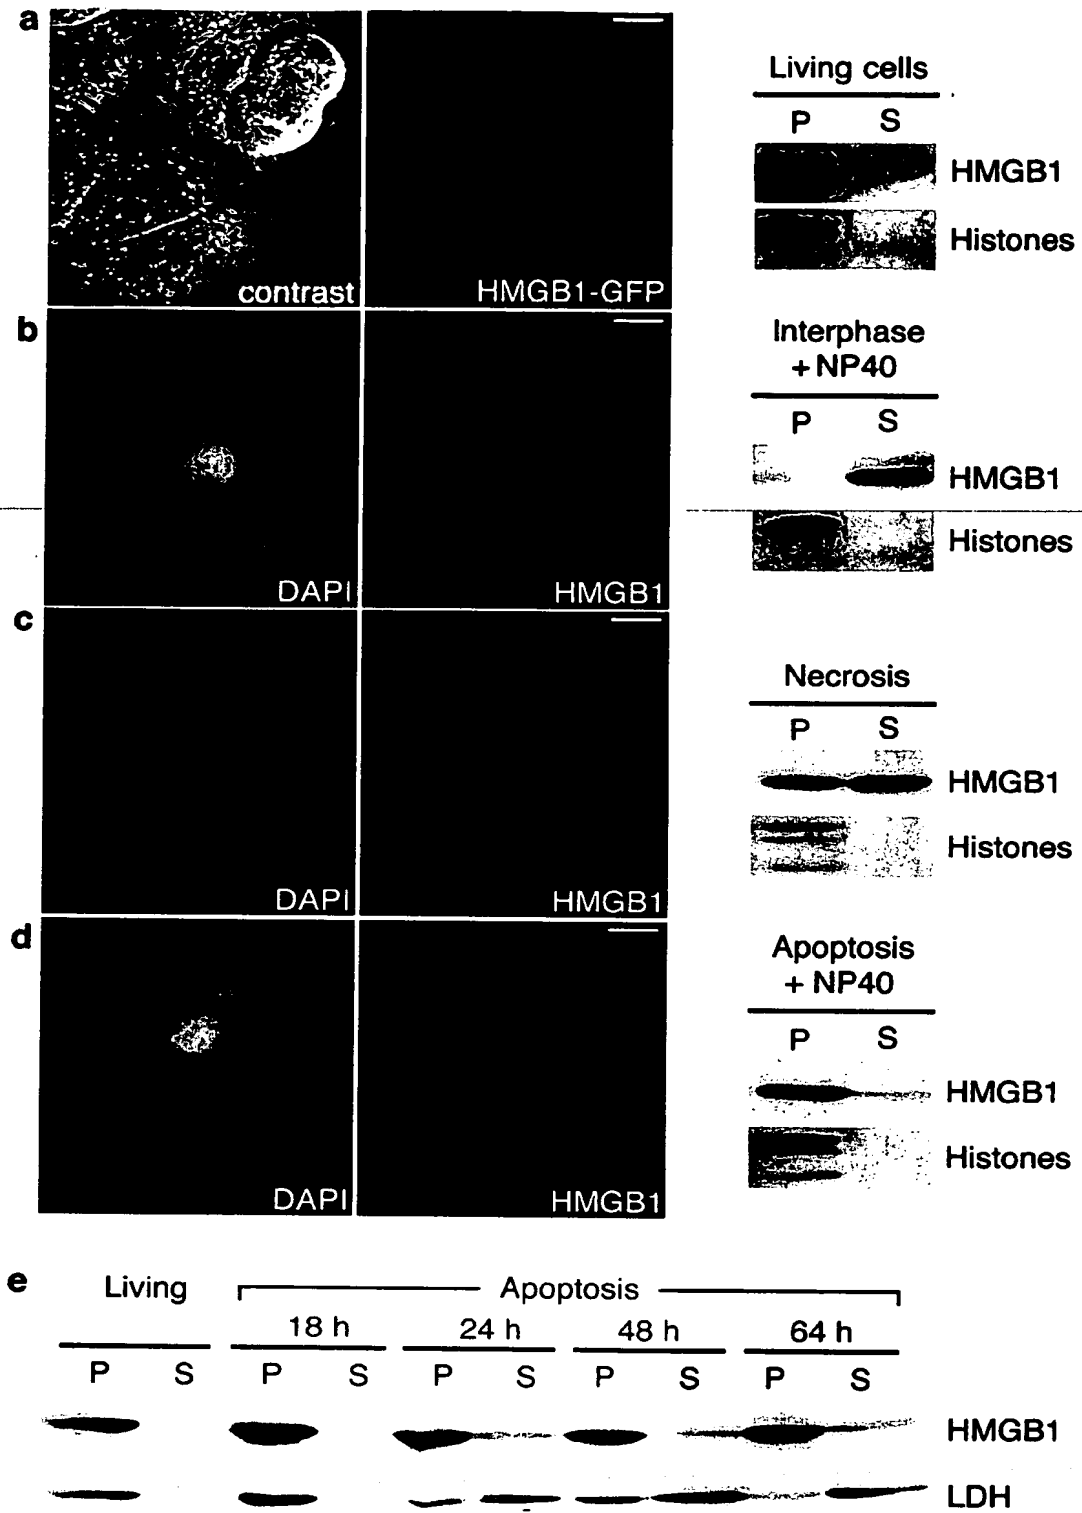 a
contrast
HMGB1-GFP
Living cells
P S
HMGB1
Histones
b
DAPI
HMGB1
Interphase
+ NP40
P S
HMGB1
Histones
c
DAPI
HMGB1
Necrosis
P S
HMGB1
Histones
d
DAPI
HMGB1
Apoptosis
+ NP40
P S
HMGB1
Histones
e
Living Apoptosis
18 h 24 h 48 h 64 h
P S P S P S P S P S
HMGB1
LDH